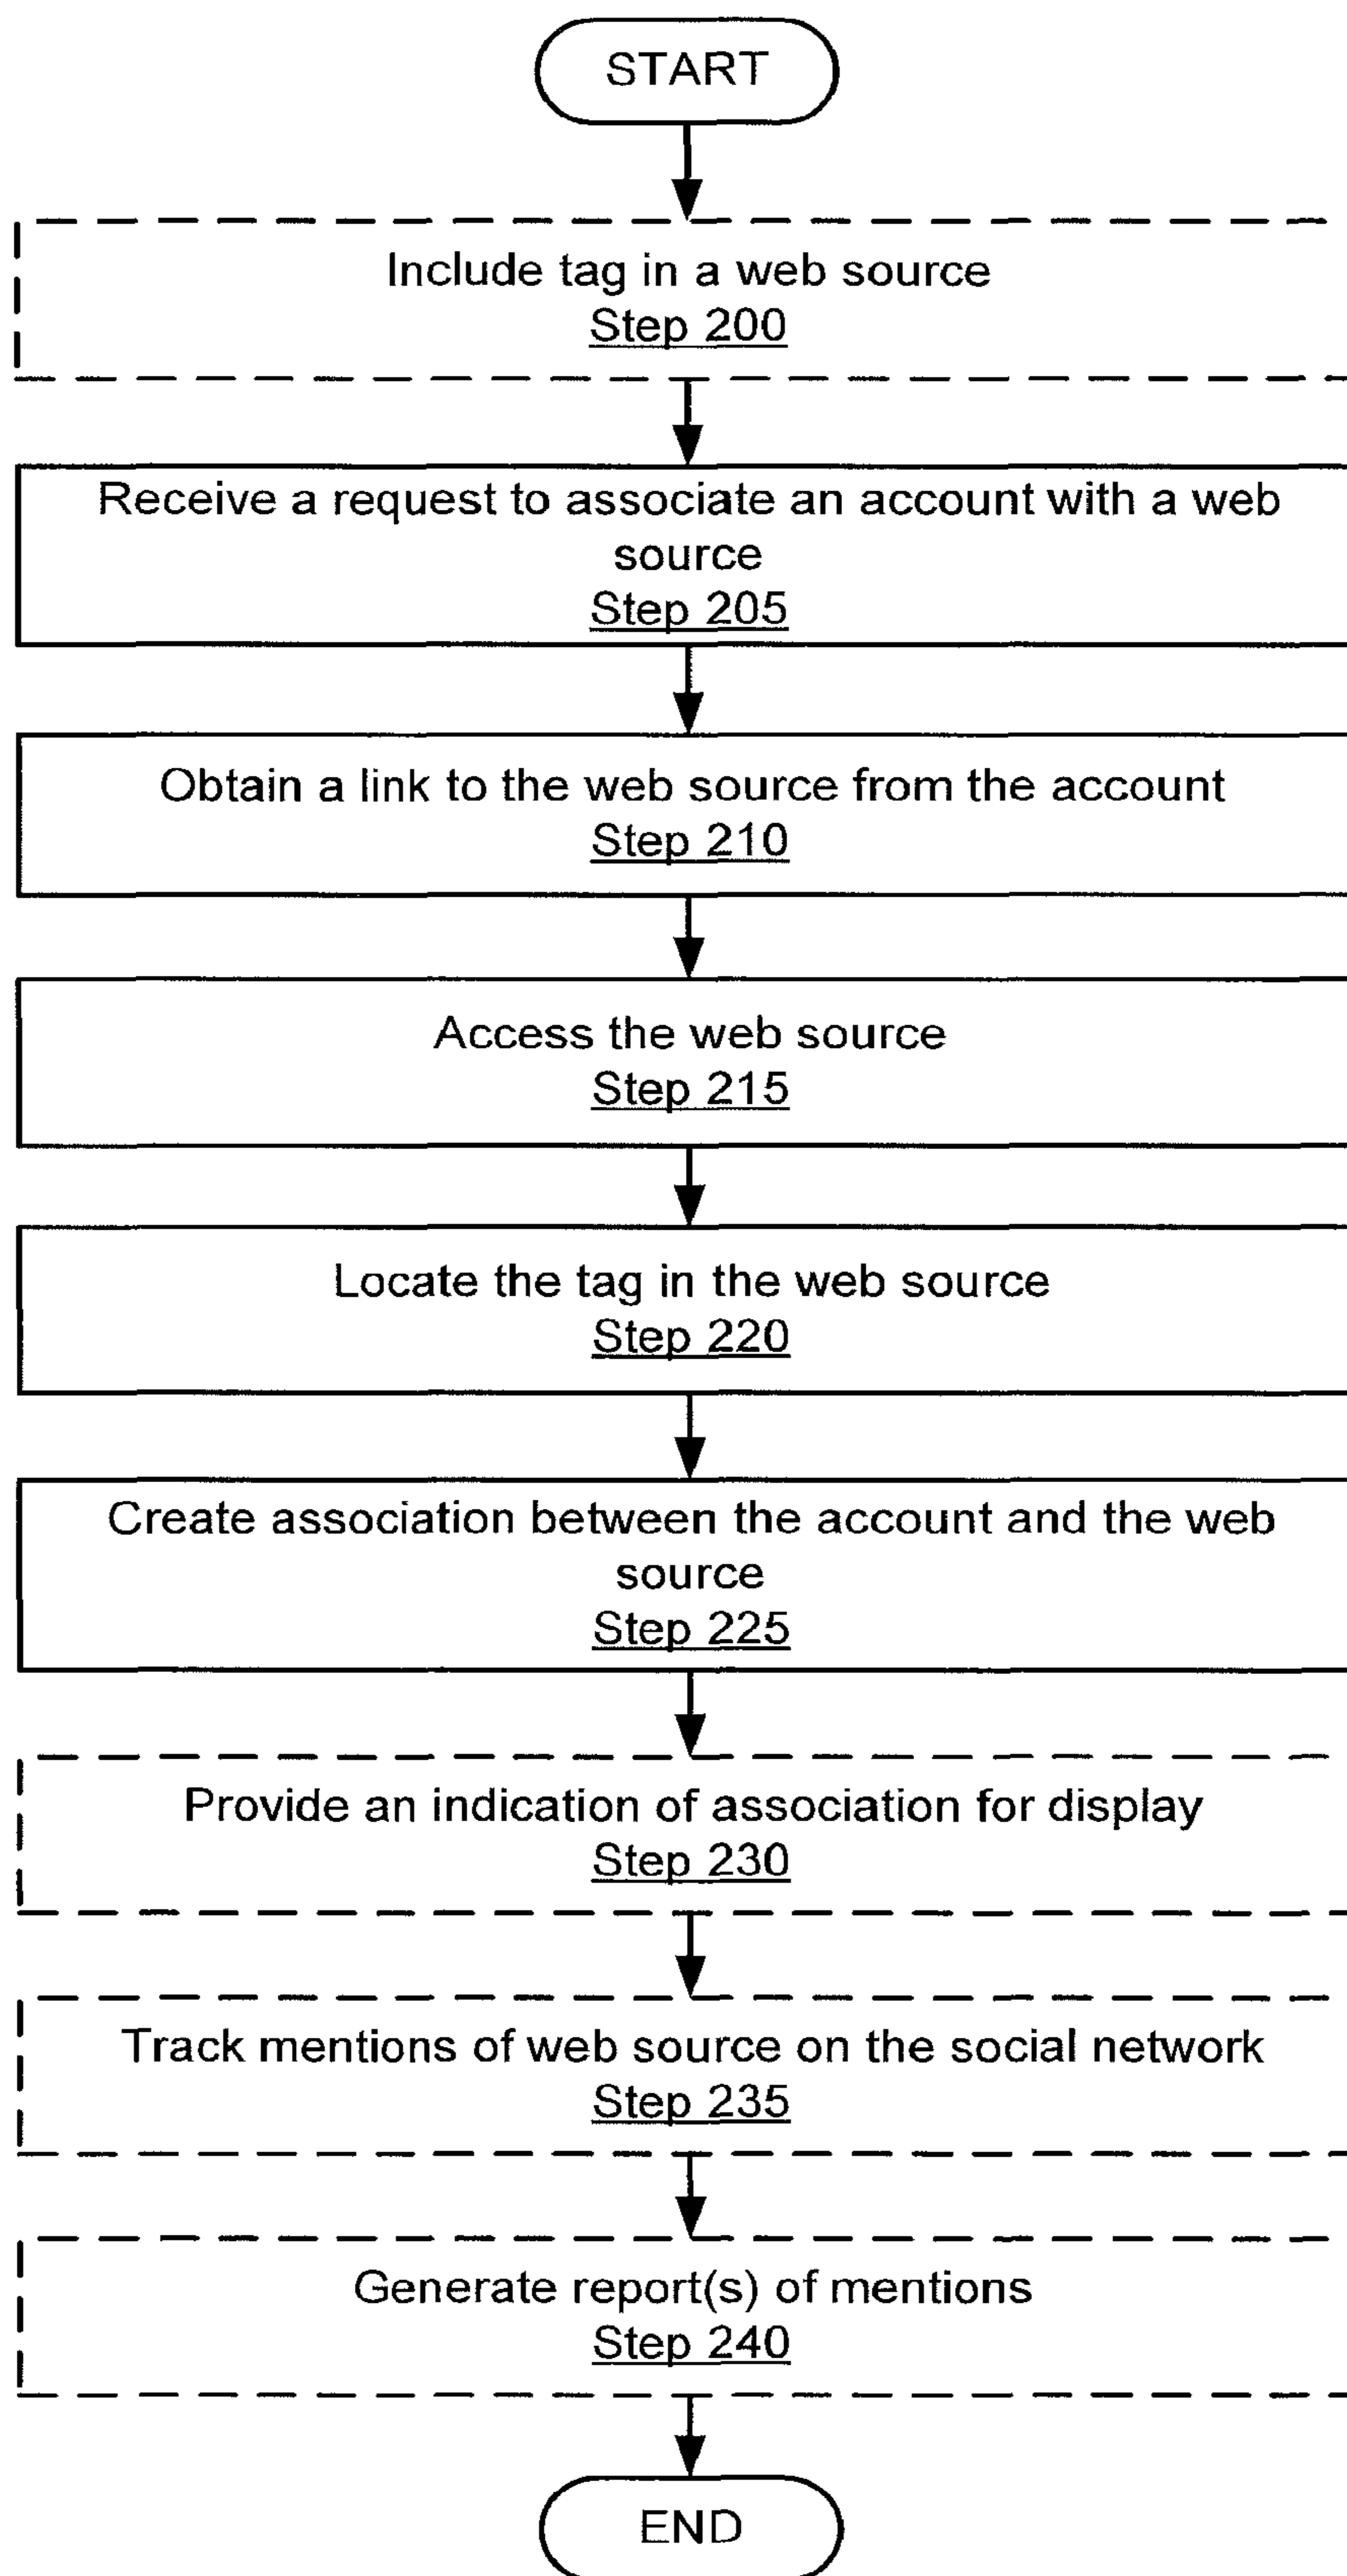 START
Include tag in a web source
Step 200
Receive a request to associate an account with a web
source
Step 205
Obtain a link to the web source from the account
Step 210
Access the web source
Step 215
Locate the tag in the web source
Step 220
Create association between the account and the web
source
Step 225
Provide an indication of association for display
Step 230
Track mentions of web source on the social network
Step 235
Generate report(s) of mentions
Step 240
END